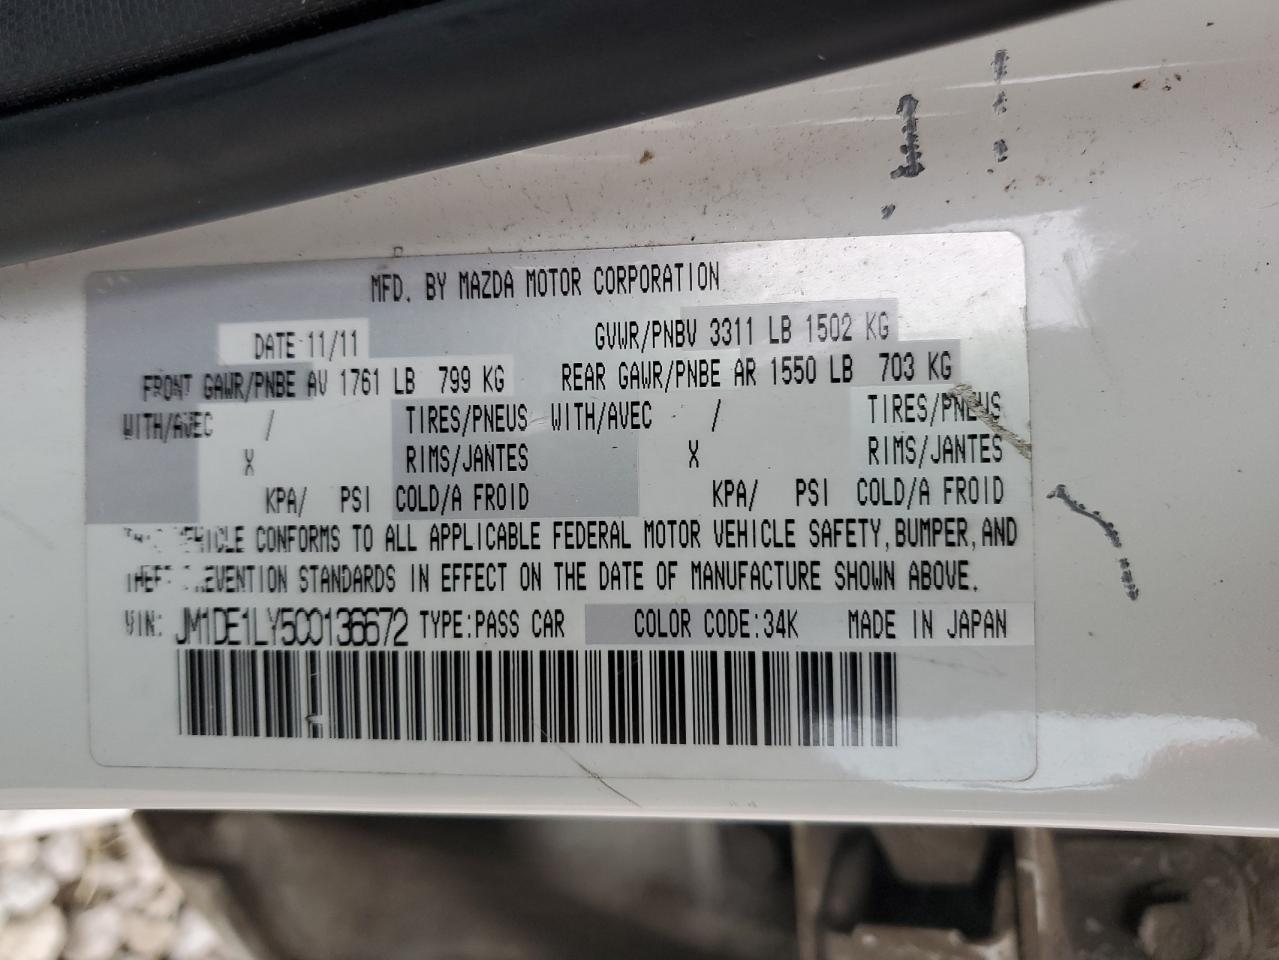 MFD. BY MAZDA MOTOR CORPORATION
DATE 11/11 GVWR/PNBV 3311 LB 1502 KG
FRONT GAWR/PNBE AV 1761 LB 799 KG REAR GAWR/PNBE AR 1550 LB 703 KG
WITH/AVEC / TIRES/PNEUS WITH/AVEC / TIRES/PNEUS
X RIMS/JANTES X RIMS/JANTES
KPA/ PSI COLD/A FROID KPA/ PSI COLD/A FROID
VEHICLE CONFORMS TO ALL APPLICABLE FEDERAL MOTOR VEHICLE SAFETY, BUMPER, AND
THEFT PREVENTION STANDARDS IN EFFECT ON THE DATE OF MANUFACTURE SHOWN ABOVE.
VIN: JM1DE1LY5C0136672 TYPE: PASS CAR COLOR CODE: 34K MADE IN JAPAN